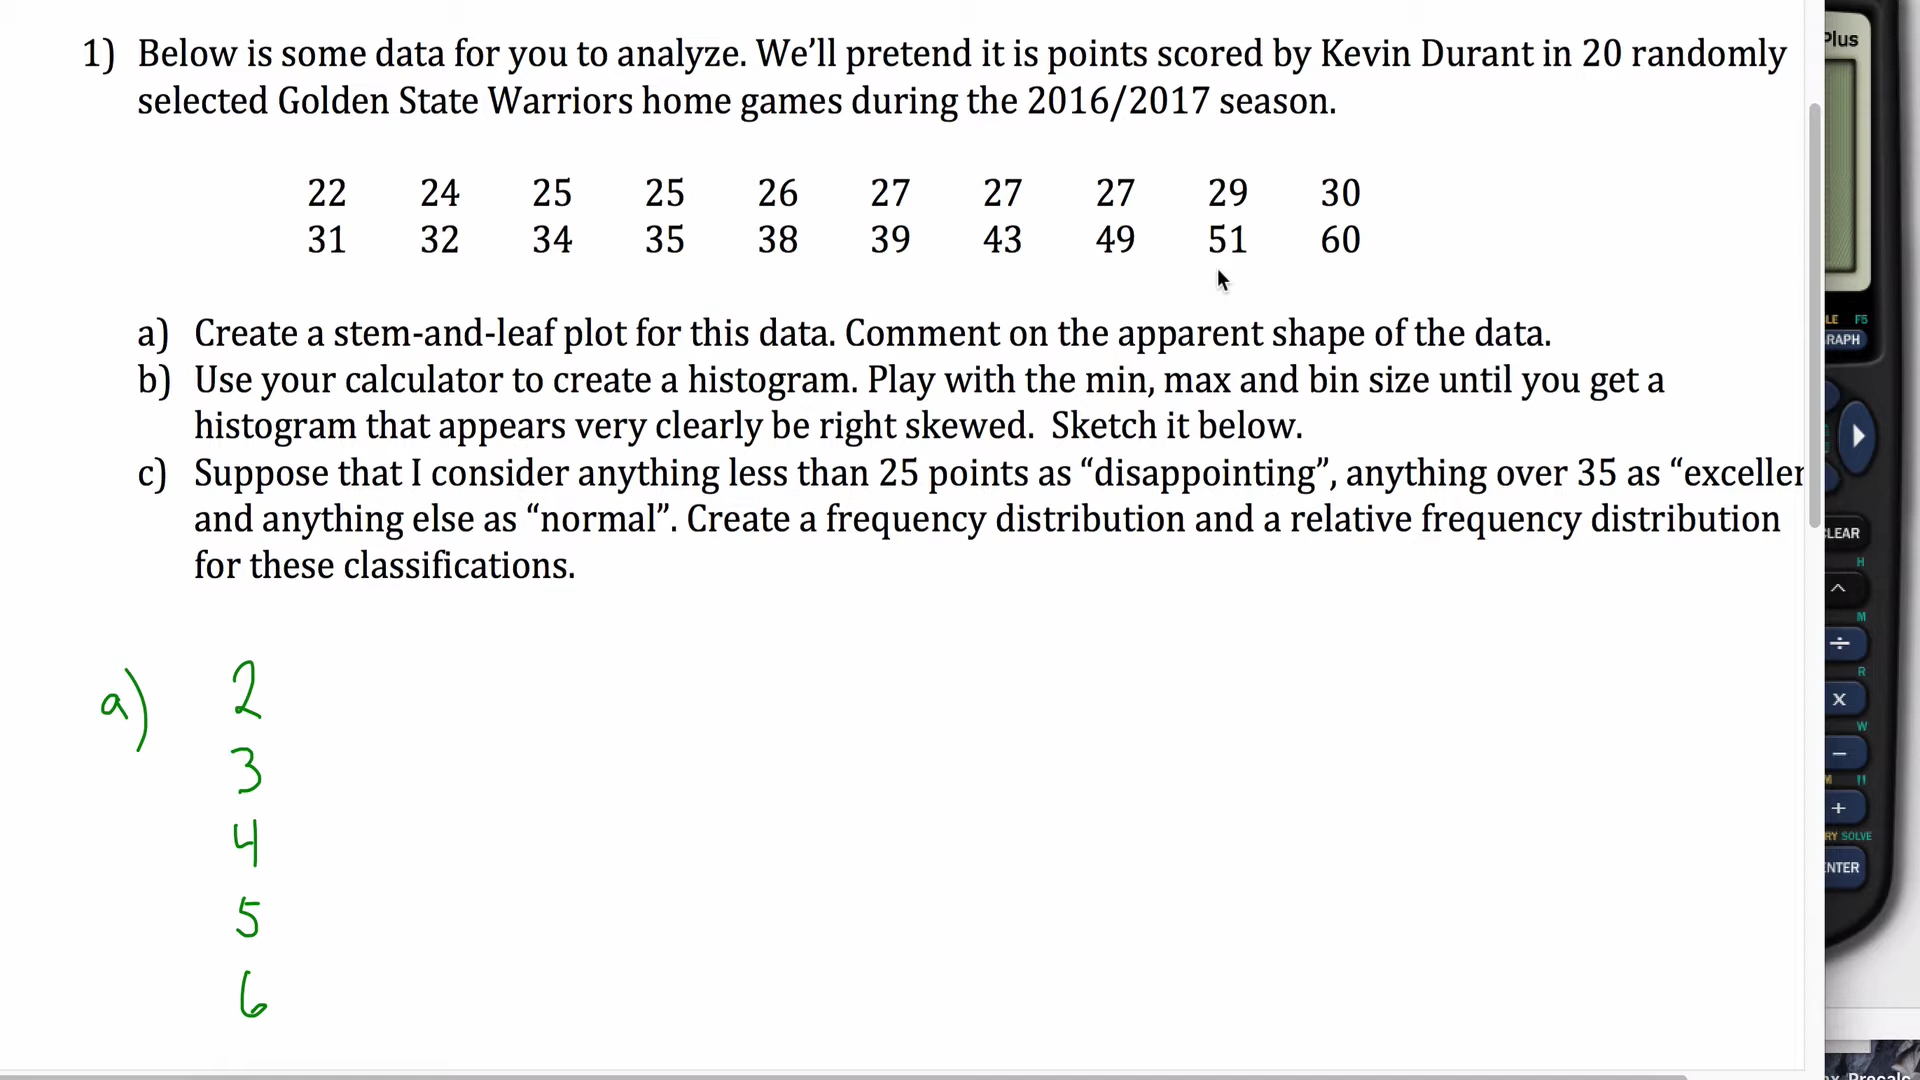 Plus
1) Below is some data for you to analyze. We’ll pretend it is points scored by Kevin Durant in 20 randomly
selected Golden State Warriors home games during the 2016/2017 season.
22 24 25 25 26 27 27 27 29 30
31 32 34 35 38 39 43 49 51 60
a) Create a stem-and-leaf plot for this data. Comment on the apparent shape of the data.
b) Use your calculator to create a histogram. Play with the min, max and bin size until you get a
histogram that appears very clearly be right skewed. Sketch it below.
c) Suppose that I consider anything less than 25 points as “disappointing”, anything over 35 as “exceller
and anything else as “normal”. Create a frequency distribution and a relative frequency distribution
for these classifications.
a) 2
3
4
5
6
LE F5
RAPH
LEAR
H
^
M
÷
R
x
W
−
M "
+
RY SOLVE
NTER